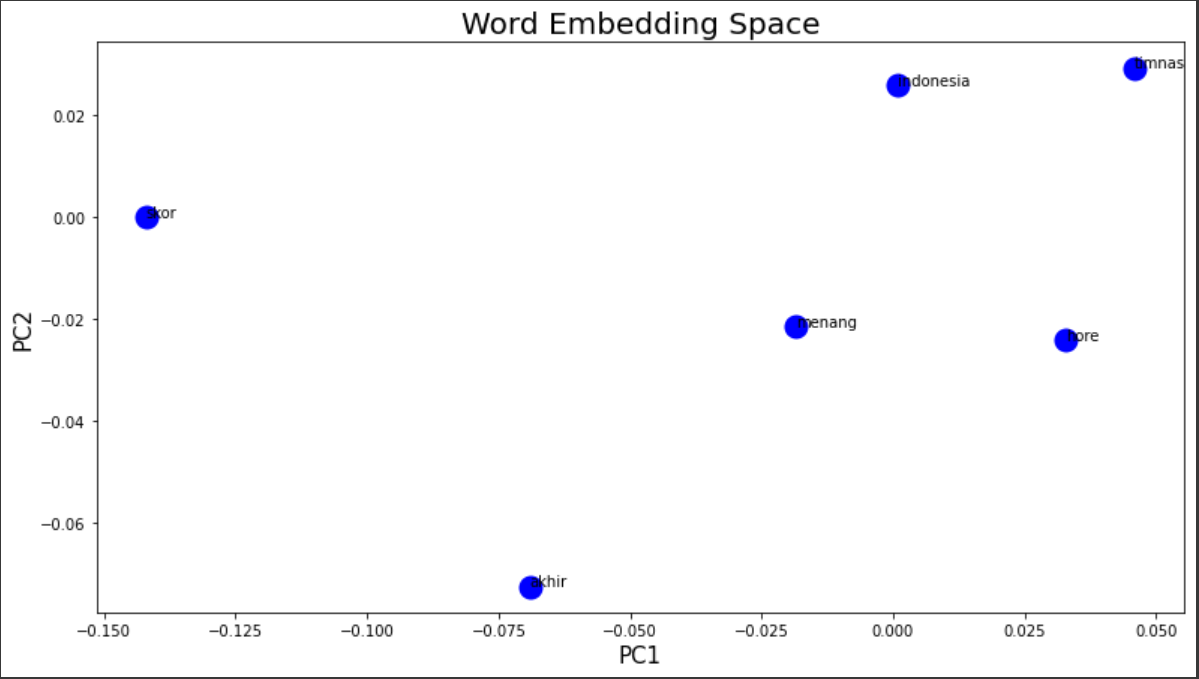 Word Embedding Space
timnas
indonesia
0.02
skor
0.00
menang
−0.02
hore
−0.04
−0.06
akhir
−0.150 −0.125 −0.100 −0.075 −0.050 −0.025 0.000 0.025 0.050
PC1
PC2